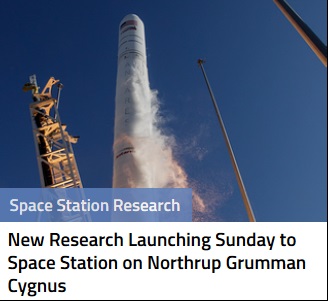 Space Station Research
New Research Launching Sunday to
Space Station on Northrup Grumman
Cygnus